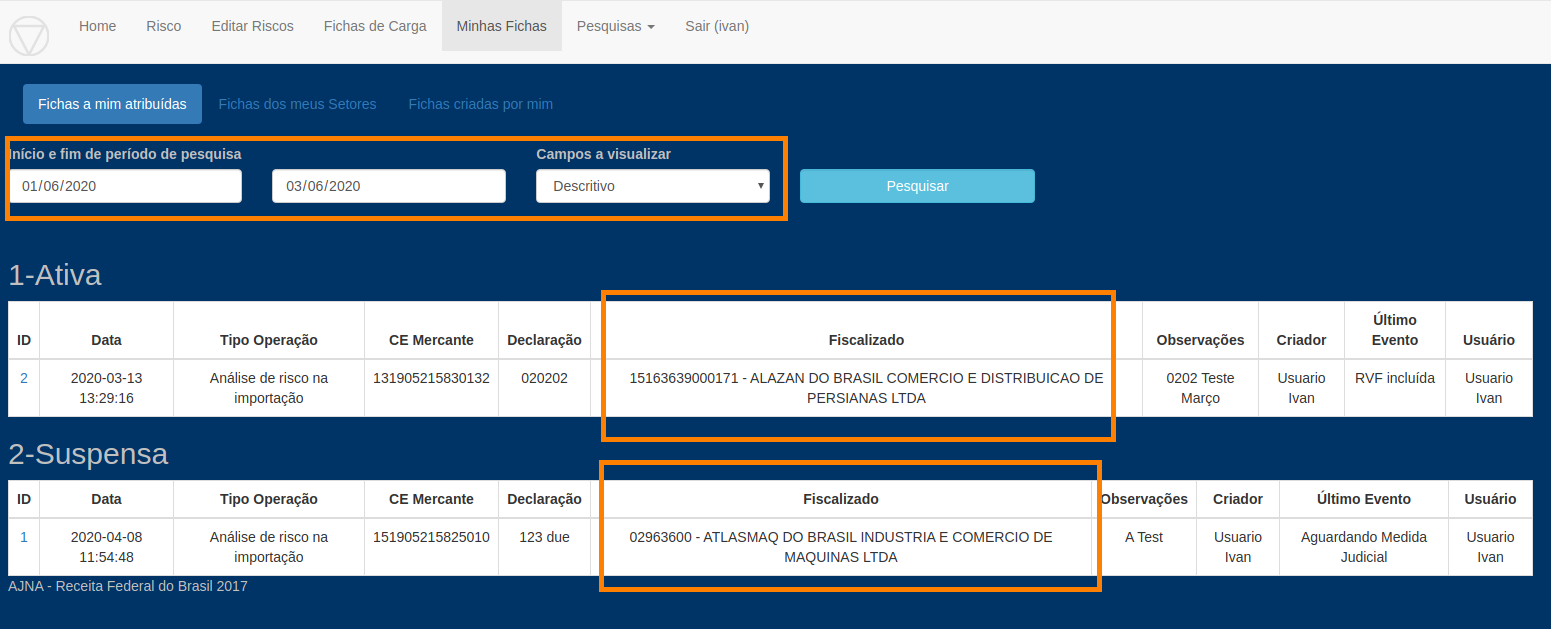 Home Risco Editar Riscos Fichas de Carga Minhas Fichas Pesquisas Sair (ivan)
Fichas a mim atribuídas Fichas dos meus Setores Fichas criadas por mim
Início e fim de período de pesquisa Campos a visualizar
01/06/2020 03/06/2020 Descritivo Pesquisar
1-Ativa
ID Data Tipo Operação CE Mercante Declaração Fiscalizado Observações Criador Último Evento Usuário
2 2020-03-13 13:29:16 Análise de risco na importação 131905215830132 020202 15163639000171 - ALAZAN DO BRASIL COMERCIO E DISTRIBUICAO DE PERSIANAS LTDA 0202 Teste Março Usuario Ivan RVF incluída Usuario Ivan
2-Suspensa
ID Data Tipo Operação CE Mercante Declaração Fiscalizado Observações Criador Último Evento Usuário
1 2020-04-08 11:54:48 Análise de risco na importação 151905215825010 123 due 02963600 - ATLASMAQ DO BRASIL INDUSTRIA E COMERCIO DE MAQUINAS LTDA A Test Usuario Ivan Aguardando Medida Judicial Usuario Ivan
AJNA - Receita Federal do Brasil 2017